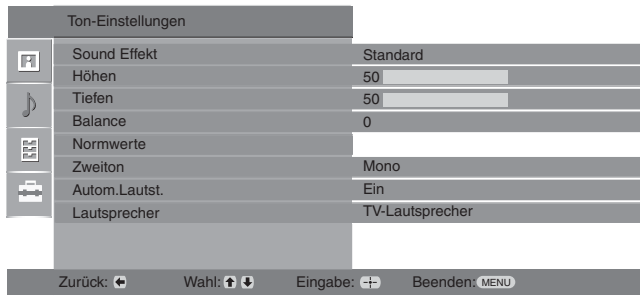 Ton-Einstellungen
Sound Effekt Standard
Höhen 50
Tiefen 50
Balance 0
Normwerte
Zweiton Mono
Autom.Lautst. Ein
Lautsprecher TV-Lautsprecher
Zurück: Wahl: Eingabe: Beenden: MENU